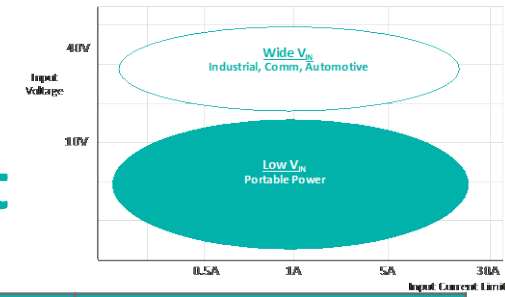 40V
Wide VIN
Industrial, Comm, Automotive
Input
Voltage
10V
Low VIN
Portable Power
0.5A
1A
5A
30A
Input Current Limit